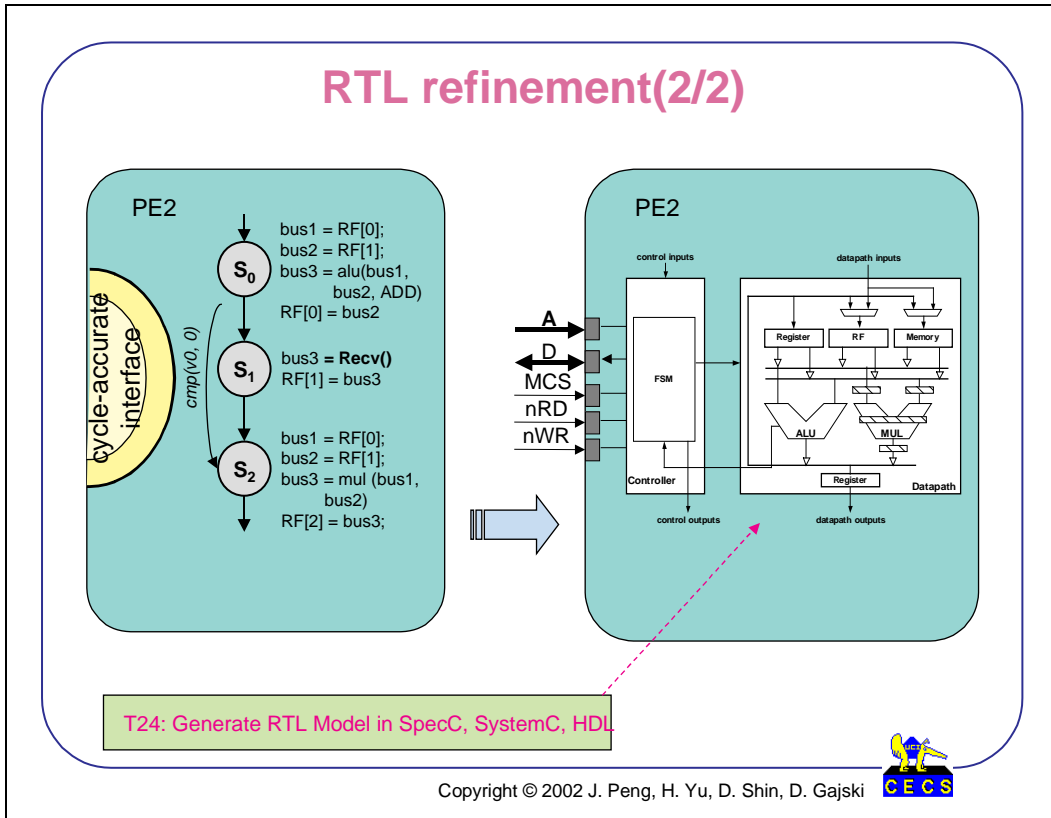 RTL refinement(2/2)
PE2
cycle-accurate
interface
cmp(v0, 0)
S0
bus1 = RF[0];
bus2 = RF[1];
bus3 = alu(bus1,
bus2, ADD)
RF[0] = bus2
S1
bus3 = Recv()
RF[1] = bus3
S2
bus1 = RF[0];
bus2 = RF[1];
bus3 = mul (bus1,
bus2)
RF[2] = bus3;
PE2
control inputs
datapath inputs
A
D
MCS
nRD
nWR
FSM
Controller
control outputs
Register
RF
Memory
ALU
MUL
Register
Datapath
datapath outputs
T24: Generate RTL Model in SpecC, SystemC, HDL
Copyright © 2002 J. Peng, H. Yu, D. Shin, D. Gajski
UCI
CECS